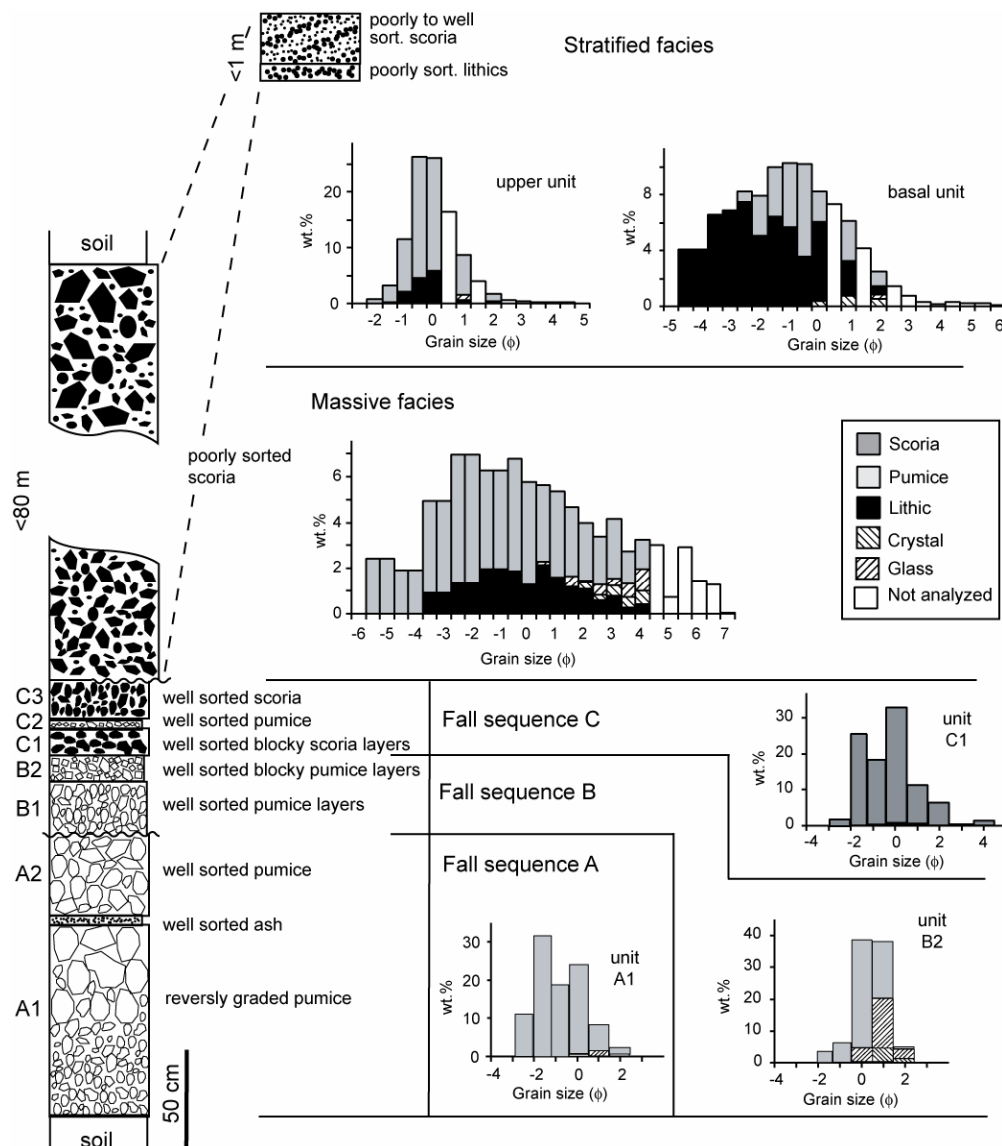 poorly to well
sort. scoria
poorly sort. lithics
<1 m
Stratified facies
upper unit
wt.%
20
10
0
-2 -1 0 1 2 3 4 5
Grain size (ϕ)
basal unit
wt.%
8
4
0
-5 -4 -3 -2 -1 0 1 2 3 4 5 6
Grain size (ϕ)
soil
<80 m
poorly sorted
scoria
Massive facies
wt.%
6
4
2
0
-6 -5 -4 -3 -2 -1 0 1 2 3 4 5 6 7
Grain size (ϕ)
Scoria
Pumice
Lithic
Crystal
Glass
Not analyzed
C3
well sorted scoria
C2
well sorted pumice
C1
well sorted blocky scoria layers
B2
well sorted blocky pumice layers
B1
well sorted pumice layers
A2
well sorted pumice
well sorted ash
A1
reversly graded pumice
50 cm
soil
Fall sequence C
unit
C1
wt.%
30
20
10
0
-4 -2 0 2 4
Grain size (ϕ)
Fall sequence B
unit
B2
wt.%
40
30
20
10
0
-4 -2 0 2
Grain size (ϕ)
Fall sequence A
unit
A1
wt.%
30
20
10
0
-4 -2 0 2
Grain size (ϕ)